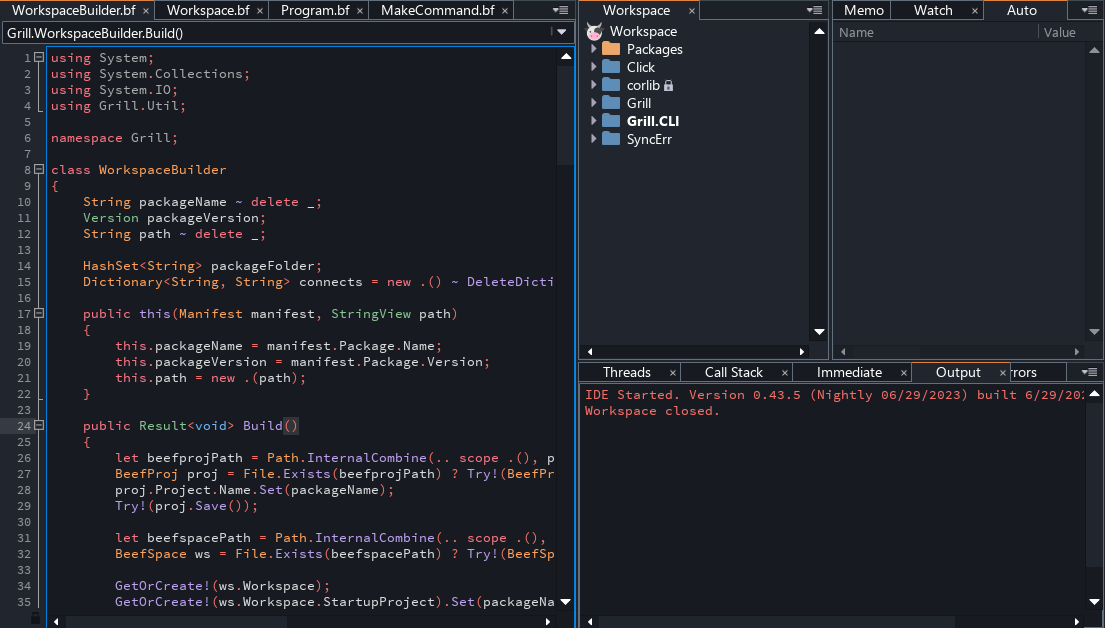 WorkspaceBuilder.bf × Workspace.bf × Program.bf × MakeCommand.bf ×
Grill.WorkspaceBuilder.Build()
1 using System;
2 using System.Collections;
3 using System.IO;
4 using Grill.Util;
5
6 namespace Grill;
7
8 class WorkspaceBuilder
9 {
10 String packageName ~ delete _;
11 Version packageVersion;
12 String path ~ delete _;
13
14 HashSet<String> packageFolder;
15 Dictionary<String, String> connects = new .() ~ DeleteDicti
16
17 public this(Manifest manifest, StringView path)
18 {
19 this.packageName = manifest.Package.Name;
20 this.packageVersion = manifest.Package.Version;
21 this.path = new .(path);
22 }
23
24 public Result<void> Build()
25 {
26 let beefprojPath = Path.InternalCombine(.. scope .(), p
27 BeefProj proj = File.Exists(beefprojPath) ? Try!(BeefPr
28 proj.Project.Name.Set(packageName);
29 Try!(proj.Save());
30
31 let beefspacePath = Path.InternalCombine(.. scope .(),
32 BeefSpace ws = File.Exists(beefspacePath) ? Try!(BeefSp
33
34 GetOrCreate!(ws.Workspace);
35 GetOrCreate!(ws.Workspace.StartupProject).Set(packageNa
Workspace ×
Workspace
Packages
Click
corlib
Grill
Grill.CLI
SyncErr
Memo Watch × Auto
Name Value
Threads × Call Stack × Immediate × Output × rrors
IDE Started. Version 0.43.5 (Nightly 06/29/2023) built 6/29/202
Workspace closed.